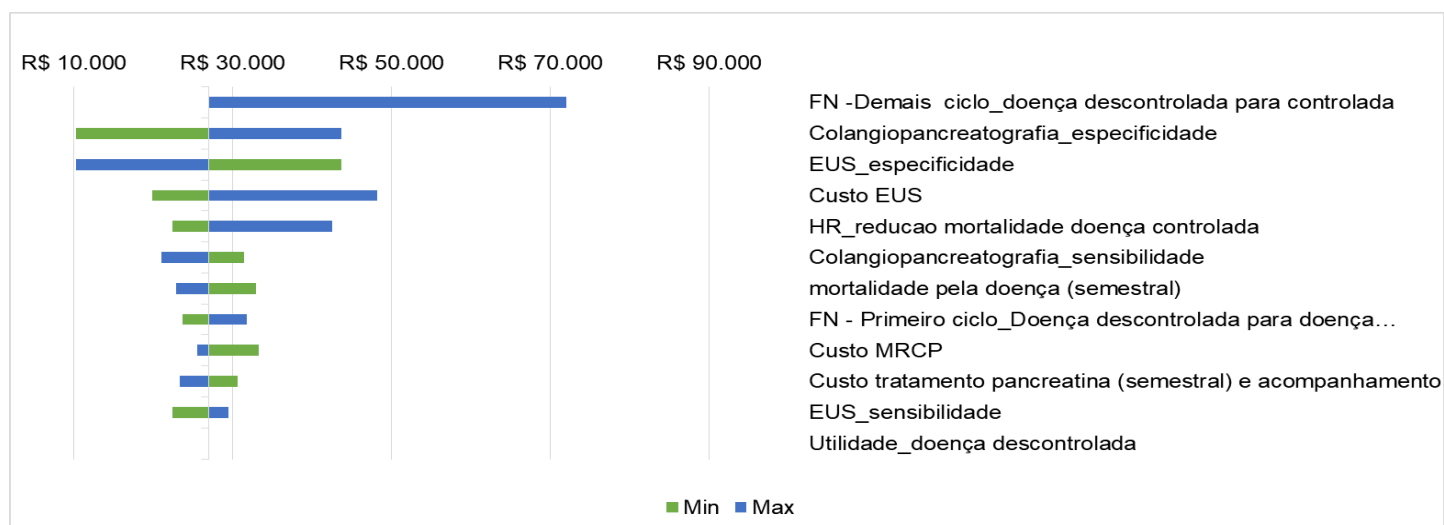 R$ 10.000 R$ 30.000 R$ 50.000 R$ 70.000 R$ 90.000
FN -Demais ciclo_doença descontrolada para controlada
Colangiopancreatografia_especificidade
EUS_especificidade
Custo EUS
HR_reducao mortalidade doença controlada
Colangiopancreatografia_sensibilidade
mortalidade pela doença (semestral)
FN - Primeiro ciclo_Doença descontrolada para doença…
Custo MRCP
Custo tratamento pancreatina (semestral) e acompanhamento
EUS_sensibilidade
Utilidade_doença descontrolada
Min Max